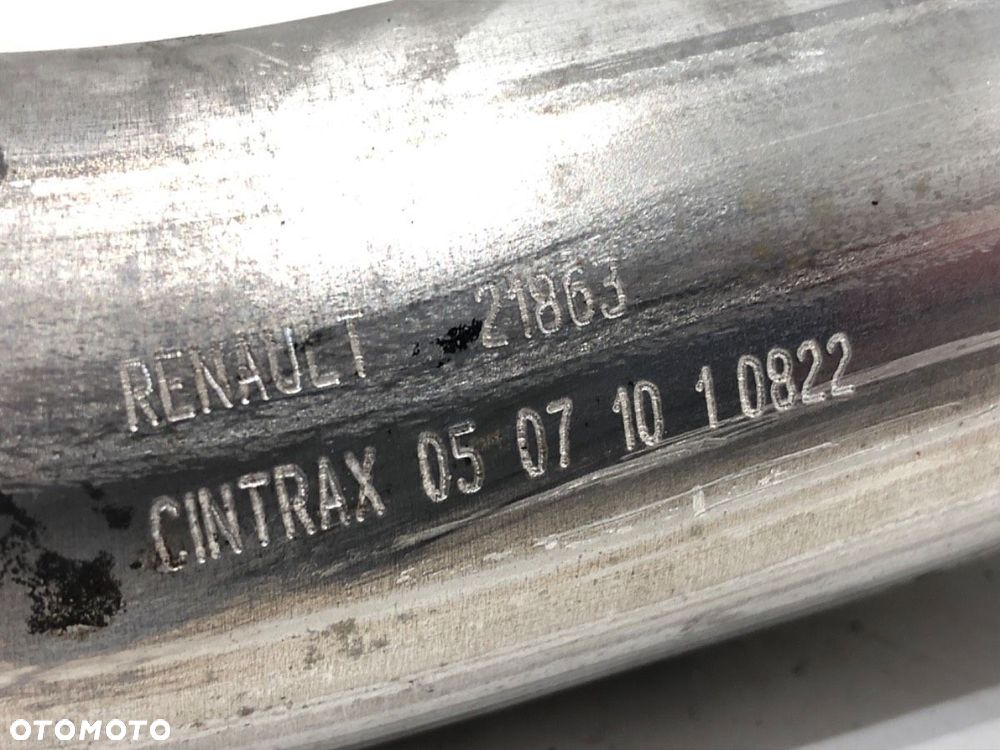 RENAULT 21863
CINTRAX 05 07 10 1 0822
OTOMOTO